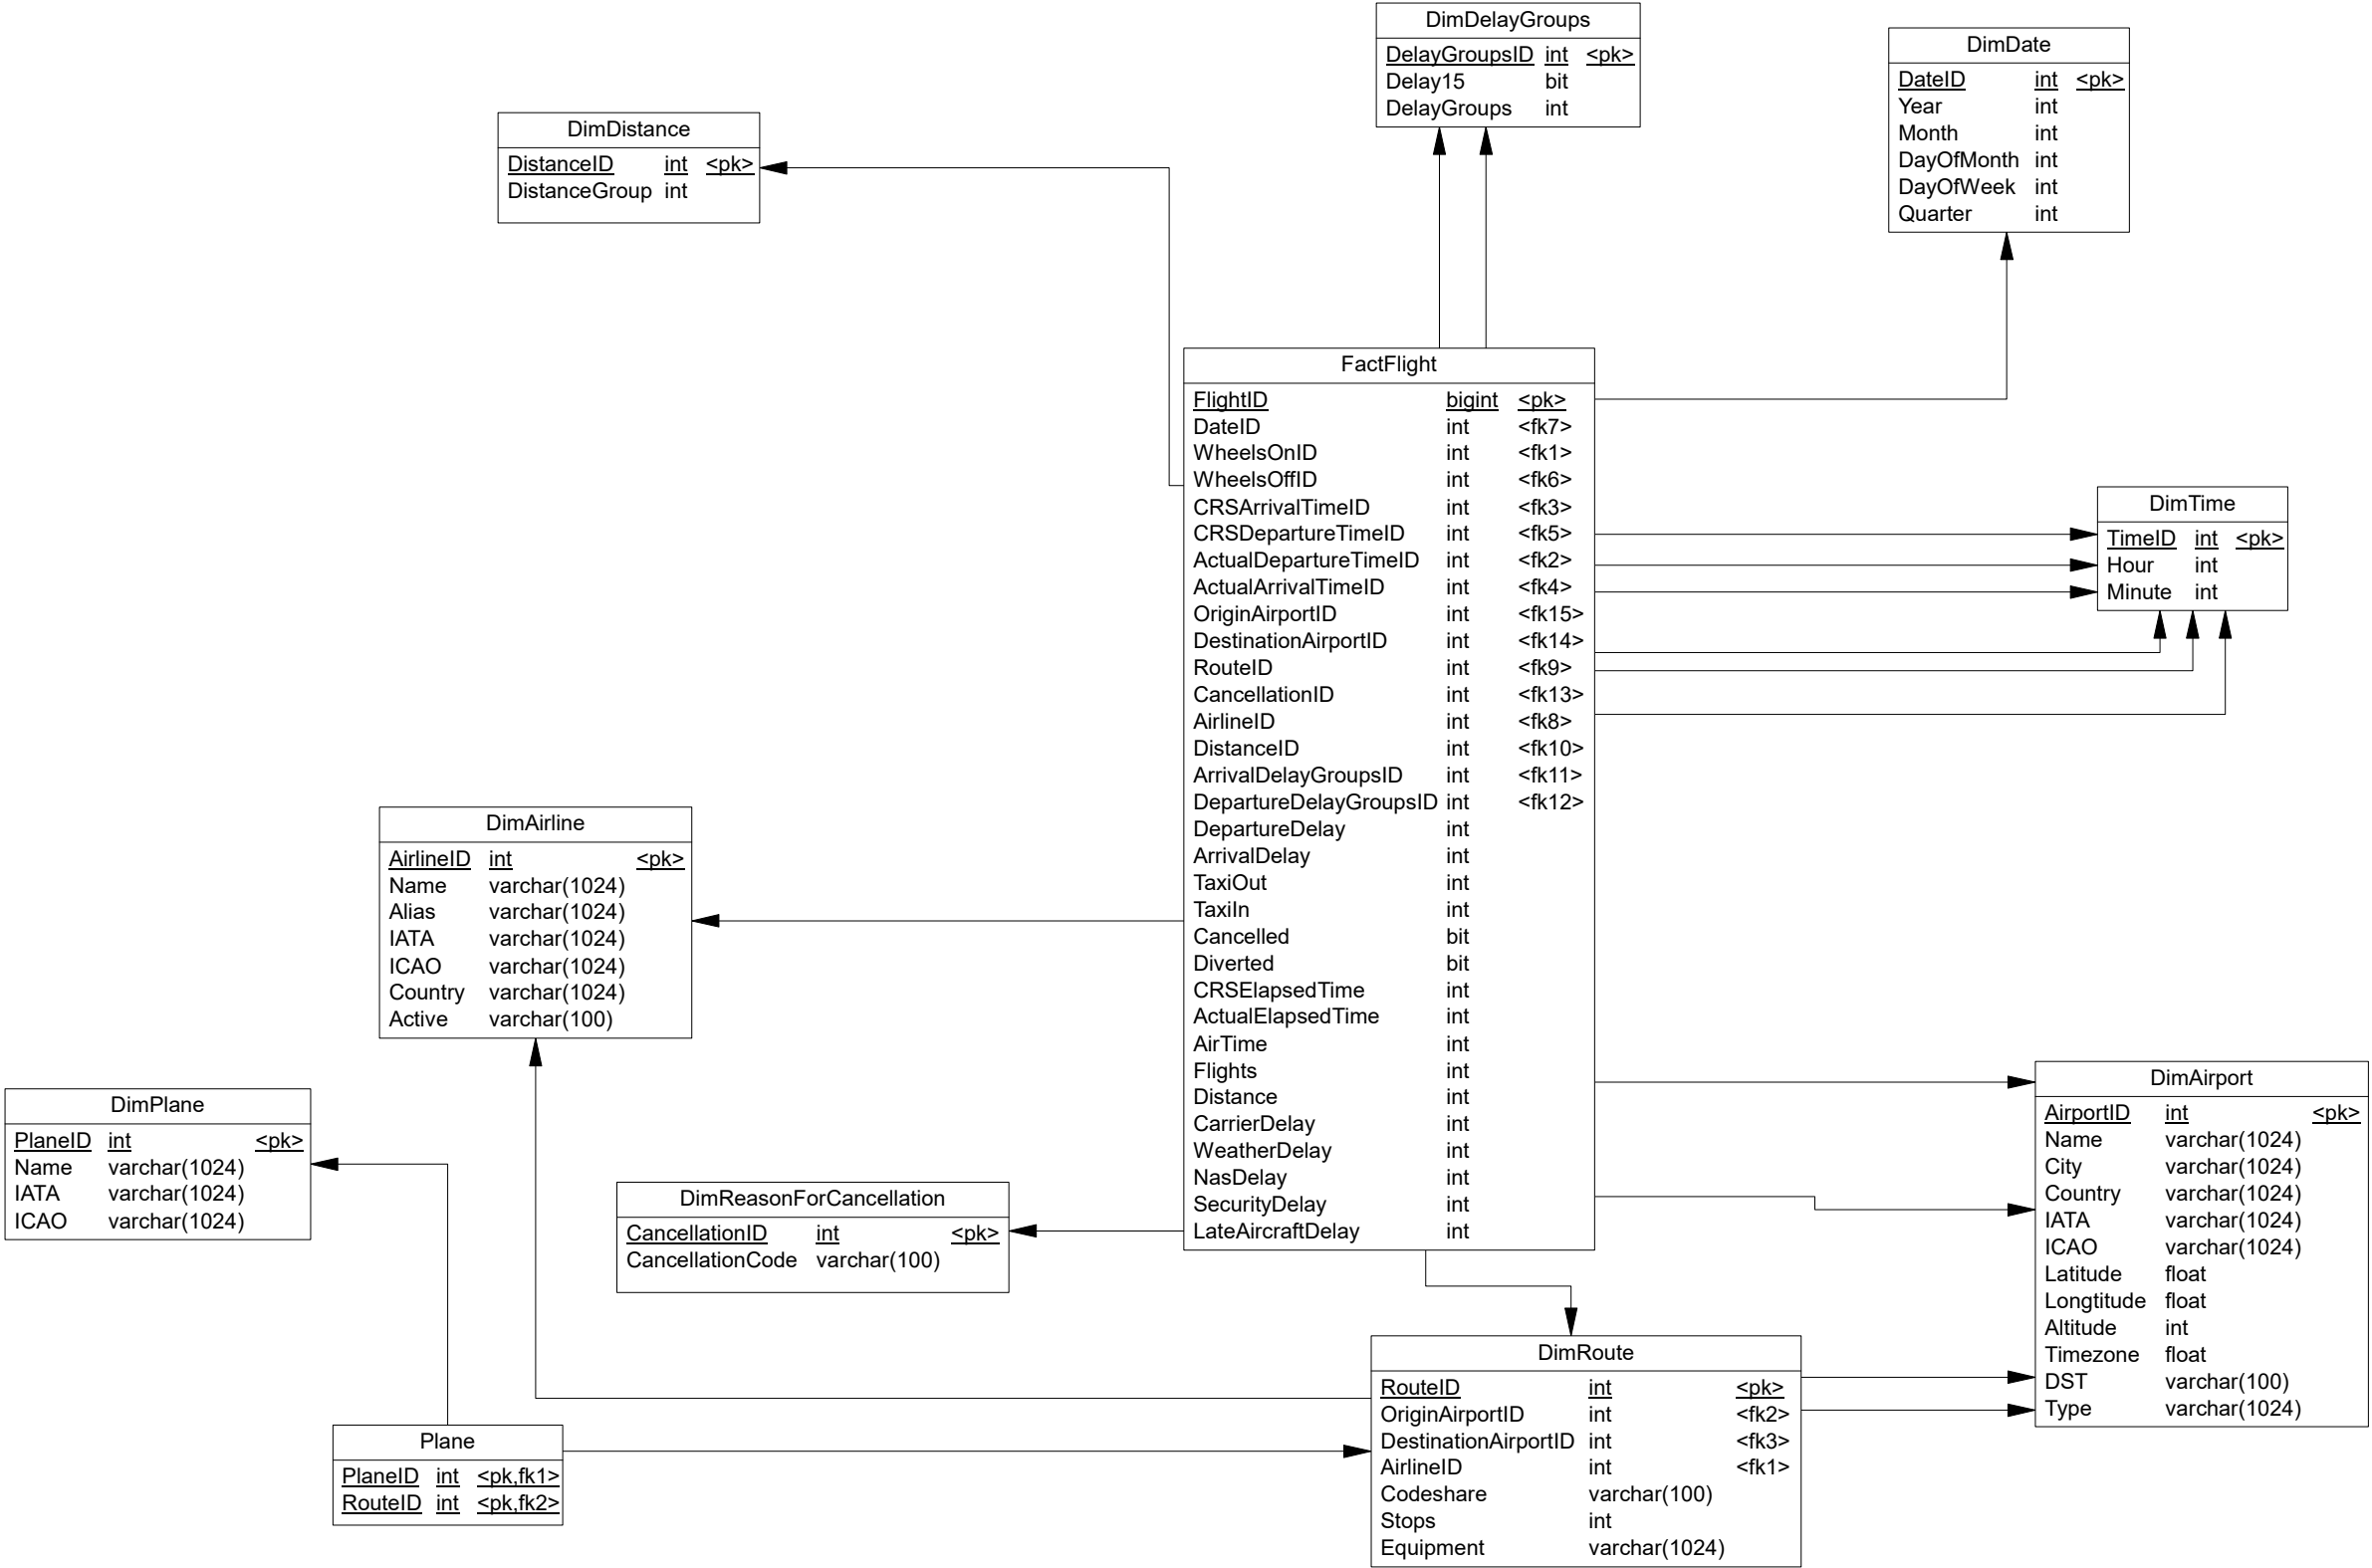 DimDelayGroups
DelayGroupsID int <pk>
Delay15 bit
DelayGroups int
DimDate
DateID int <pk>
Year int
Month int
DayOfMonth int
DayOfWeek int
Quarter int
DimDistance
DistanceID int <pk>
DistanceGroup int
FactFlight
FlightID bigint <pk>
DateID int <fk7>
WheelsOnID int <fk1>
WheelsOffID int <fk6>
CRSArrivalTimeID int <fk3>
CRSDepartureTimeID int <fk5>
ActualDepartureTimeID int <fk2>
ActualArrivalTimeID int <fk4>
OriginAirportID int <fk15>
DestinationAirportID int <fk14>
RouteID int <fk9>
CancellationID int <fk13>
AirlineID int <fk8>
DistanceID int <fk10>
ArrivalDelayGroupsID int <fk11>
DepartureDelayGroupsID int <fk12>
DepartureDelay int
ArrivalDelay int
TaxiOut int
TaxiIn int
Cancelled bit
Diverted bit
CRSElapsedTime int
ActualElapsedTime int
AirTime int
Flights int
Distance int
CarrierDelay int
WeatherDelay int
NasDelay int
SecurityDelay int
LateAircraftDelay int
DimTime
TimeID int <pk>
Hour int
Minute int
DimAirline
AirlineID int <pk>
Name varchar(1024)
Alias varchar(1024)
IATA varchar(1024)
ICAO varchar(1024)
Country varchar(1024)
Active varchar(100)
DimPlane
PlaneID int <pk>
Name varchar(1024)
IATA varchar(1024)
ICAO varchar(1024)
DimReasonForCancellation
CancellationID int <pk>
CancellationCode varchar(100)
DimAirport
AirportID int <pk>
Name varchar(1024)
City varchar(1024)
Country varchar(1024)
IATA varchar(1024)
ICAO varchar(1024)
Latitude float
Longtitude float
Altitude int
Timezone float
DST varchar(100)
Type varchar(1024)
DimRoute
RouteID int <pk>
OriginAirportID int <fk2>
DestinationAirportID int <fk3>
AirlineID int <fk1>
Codeshare varchar(100)
Stops int
Equipment varchar(1024)
Plane
PlaneID int <pk,fk1>
RouteID int <pk,fk2>